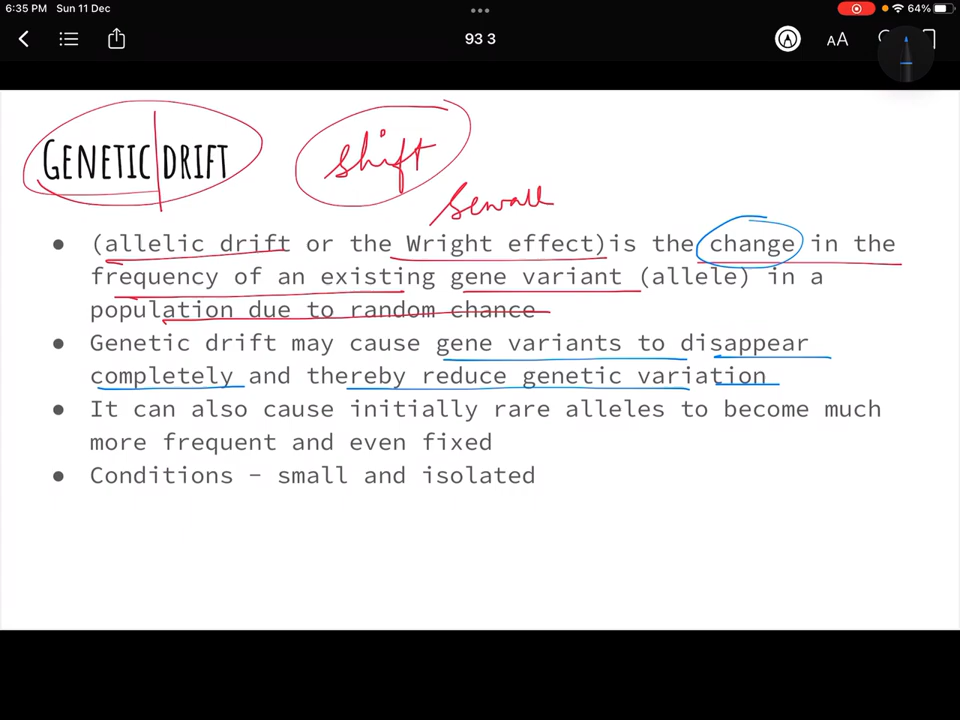 6:35 PM Sun 11 Dec
64%
93 3
AA
GENETIC DRIFT
shift
Sewall
● (allelic drift or the Wright effect)is the change in the
frequency of an existing gene variant (allele) in a
population due to random chance
● Genetic drift may cause gene variants to disappear
completely and thereby reduce genetic variation
● It can also cause initially rare alleles to become much
more frequent and even fixed
● Conditions – small and isolated